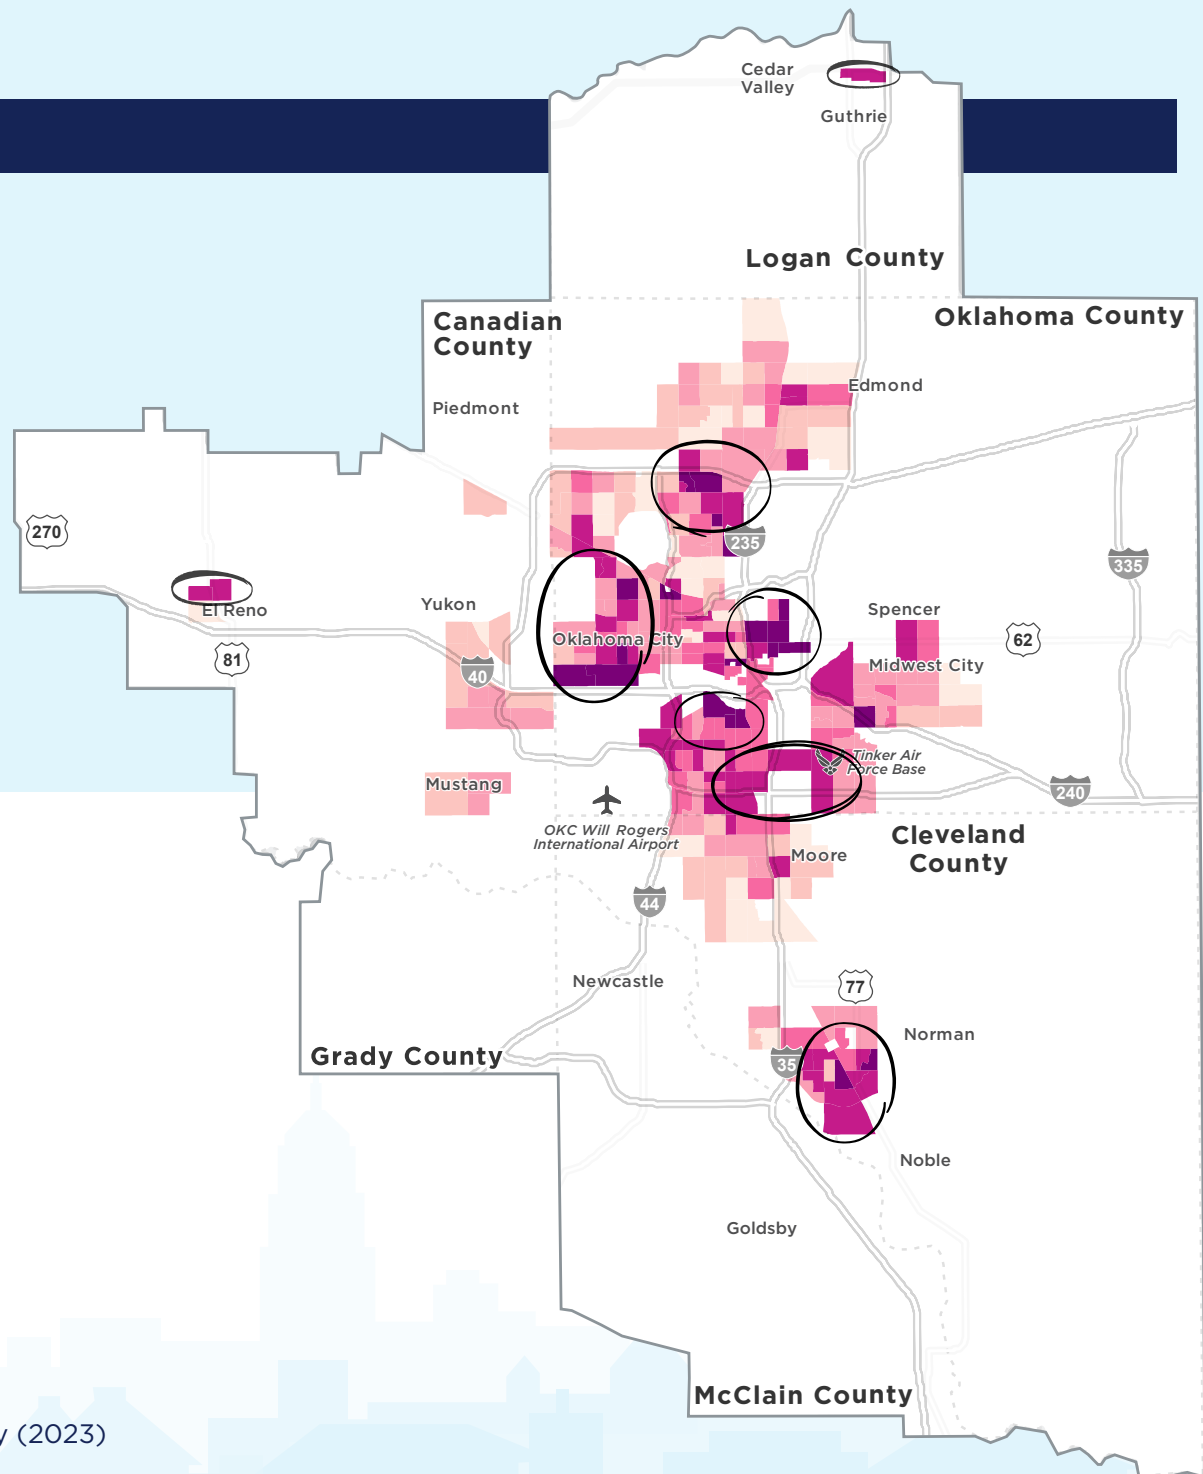 Cedar
Valley
Guthrie
Logan County
Canadian
County
Oklahoma County
Edmond
Piedmont
270
235
335
El Reno
Yukon
Spencer
62
Oklahoma City
81
40
Midwest City
Tinker Air
Force Base
Mustang
240
OKC Will Rogers
International Airport
Cleveland
County
Moore
44
Newcastle
77
Norman
Grady County
35
Noble
Goldsby
McClain County
(2023)